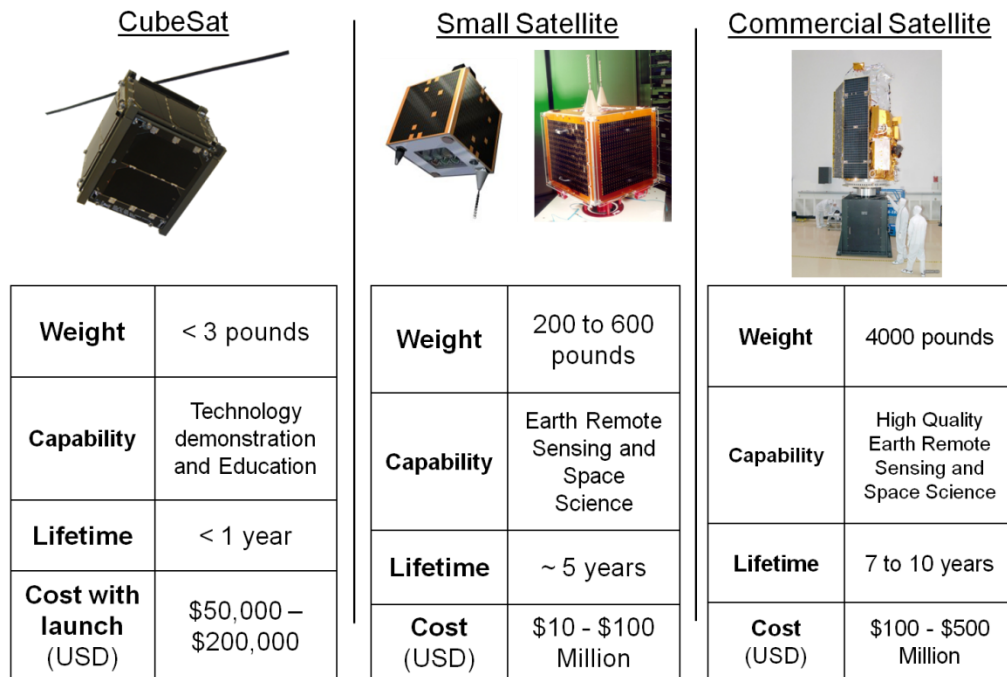 CubeSat
Weight
< 3 pounds
Capability
Technology
demonstration
and Education
Lifetime
< 1 year
Cost with
launch
(USD)
$50,000 –
$200,000
Small Satellite
Weight
200 to 600
pounds
Capability
Earth Remote
Sensing and
Space
Science
Lifetime
~ 5 years
Cost
(USD)
$10 - $100
Million
Commercial Satellite
Weight
4000 pounds
Capability
High Quality
Earth Remote
Sensing and
Space Science
Lifetime
7 to 10 years
Cost
(USD)
$100 - $500
Million